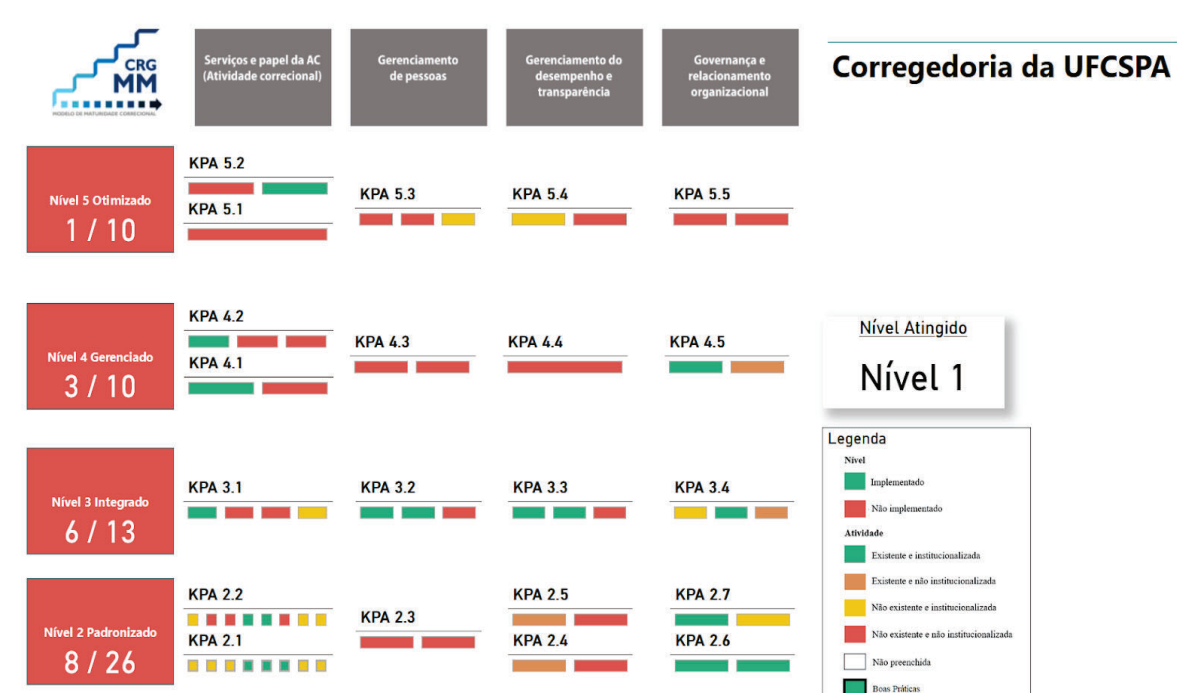 CRG
MM
MODELO DE MATURIDADE CORRECIONAL
Serviços e papel da AC
(Atividade correcional)
Gerenciamento
de pessoas
Gerenciamento do
desempenho e
transparência
Governança e
relacionamento
organizacional
Corregedoria da UFCSPA
Nível 5 Otimizado
1 / 10
KPA 5.2
KPA 5.1
KPA 5.3
KPA 5.4
KPA 5.5
Nível 4 Gerenciado
3 / 10
KPA 4.2
KPA 4.1
KPA 4.3
KPA 4.4
KPA 4.5
Nível 3 Integrado
6 / 13
KPA 3.1
KPA 3.2
KPA 3.3
KPA 3.4
Nível 2 Padronizado
8 / 26
KPA 2.2
KPA 2.1
KPA 2.3
KPA 2.5
KPA 2.4
KPA 2.7
KPA 2.6
Nível Atingido
Nível 1
Legenda
Nível
Implementado
Não implementado
Atividade
Existente e institucionalizada
Existente e não institucionalizada
Não existente e institucionalizada
Não existente e não institucionalizada
Não preenchida
Boas Práticas